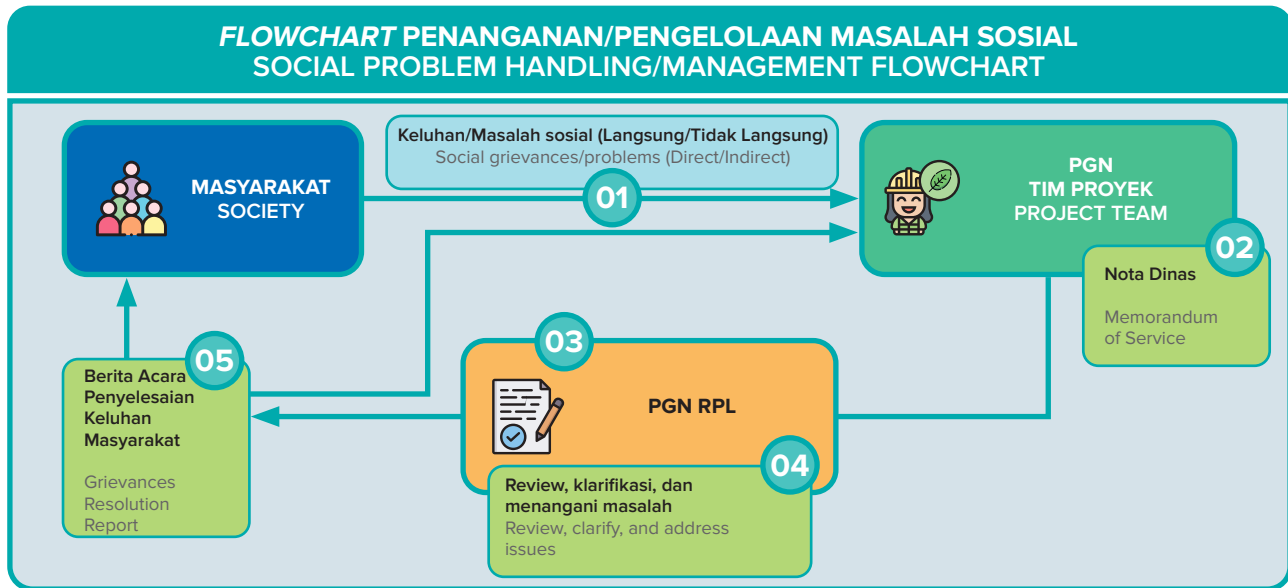 FLOWCHART PENANGANAN/PENGELOLAAN MASALAH SOSIAL
SOCIAL PROBLEM HANDLING/MANAGEMENT FLOWCHART
MASYARAKAT
SOCIETY
Keluhan/Masalah sosial (Langsung/Tidak Langsung)
Social grievances/problems (Direct/Indirect)
01
PGN
TIM PROYEK
PROJECT TEAM
02
Nota Dinas
Memorandum
of Service
03
PGN RPL
04
Review, klarifikasi, dan
menangani masalah
Review, clarify, and address
issues
05
Berita Acara
Penyelesaian
Keluhan
Masyarakat
Grievances
Resolution
Report